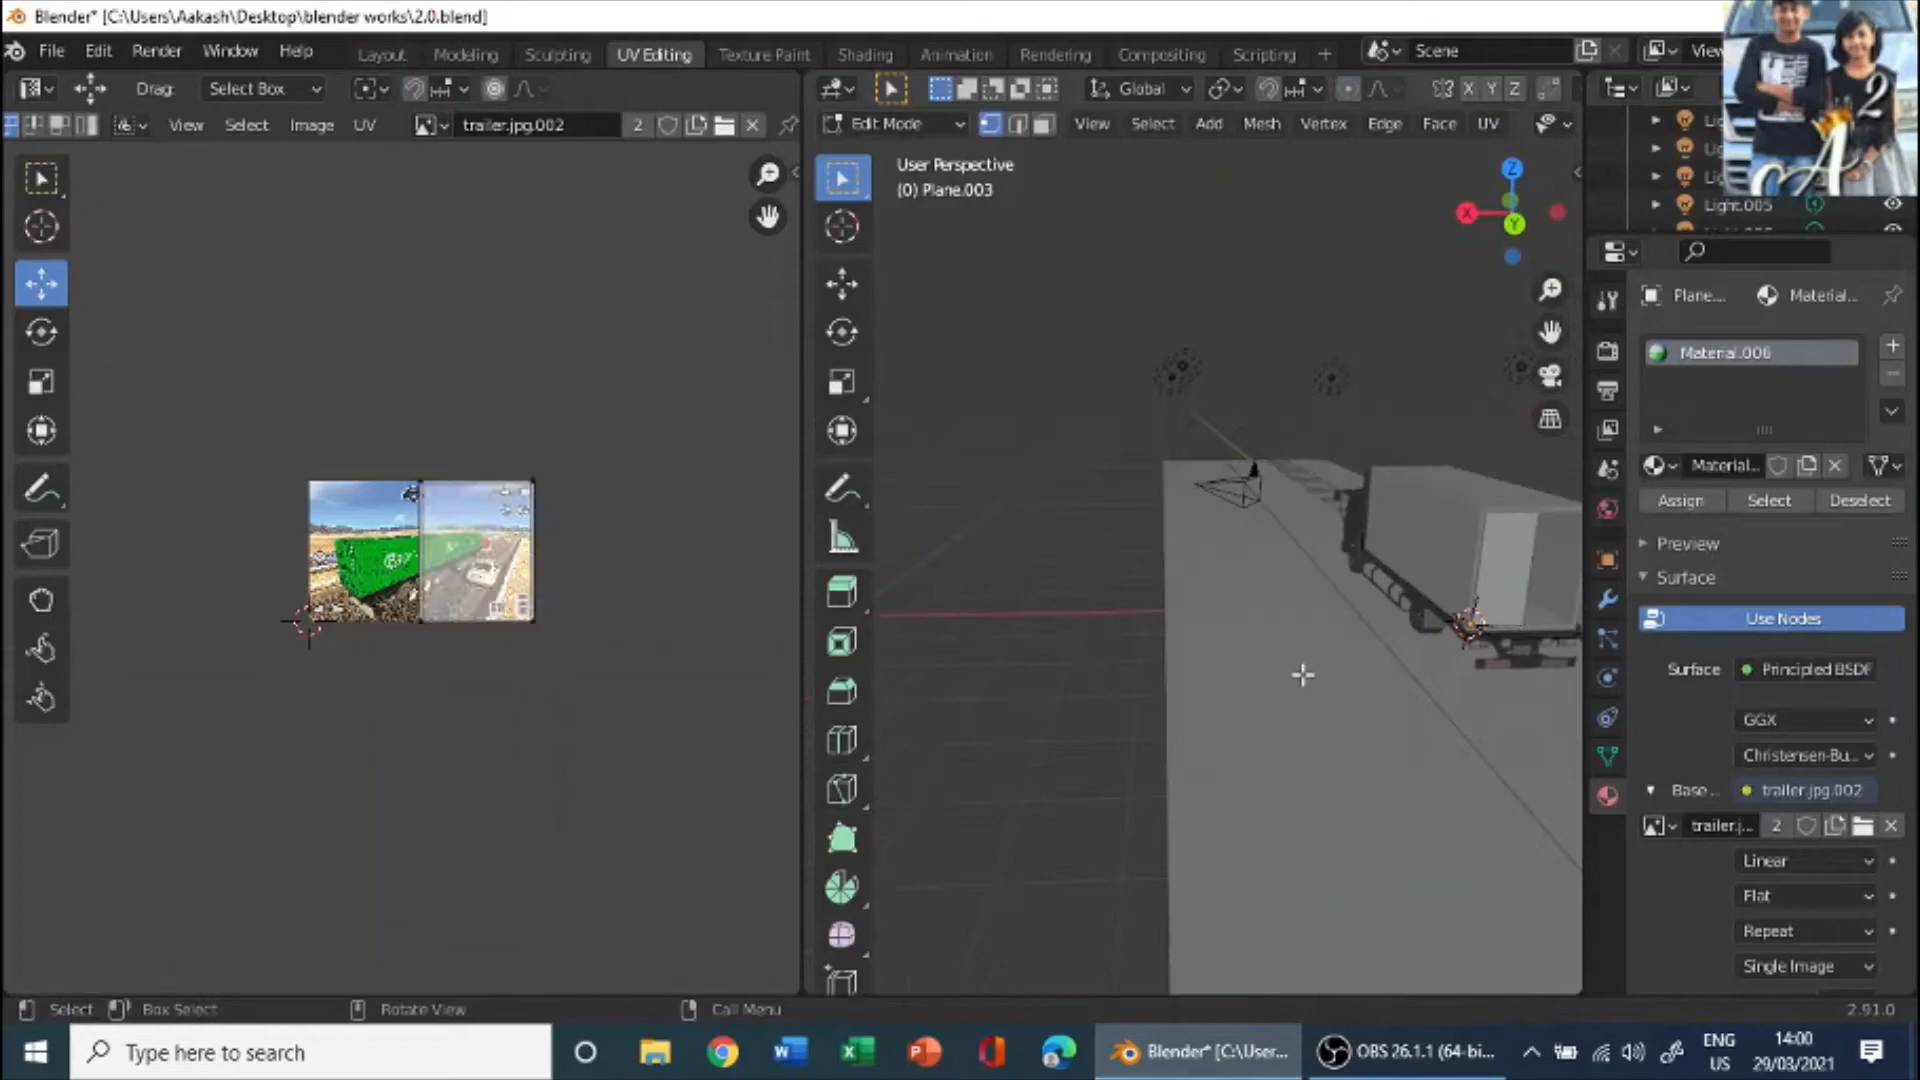 Blender* [C:\Users\Aakash\Desktop\blender works\2.0.blend]
File Edit Render Window Help Layout Modeling Sculpting UV Editing Texture Paint Shading Animation Rendering Compositing Scripting + Scene
Drag: Select Box Global X Y Z
View Select Image UV trailer.jpg.002 2 Edit Mode View Select Add Mesh Vertex Edge Face UV
User Perspective
(0) Plane.003
Z
X
Y
Light.005
Plane.... Material...
Material.006
Material...
Assign Select Deselect
Preview
Surface
Use Nodes
Surface Principled BSDF
GGX
Christensen-Bu...
Base ... trailer.jpg.002
trailer.j... 2
Linear
Flat
Repeat
Single Image
Select Box Select Rotate View Call Menu 2.91.0
Type here to search Blender* [C:\User... OBS 26.1.1 (64-bi... ENG US 14:00 29/03/2021